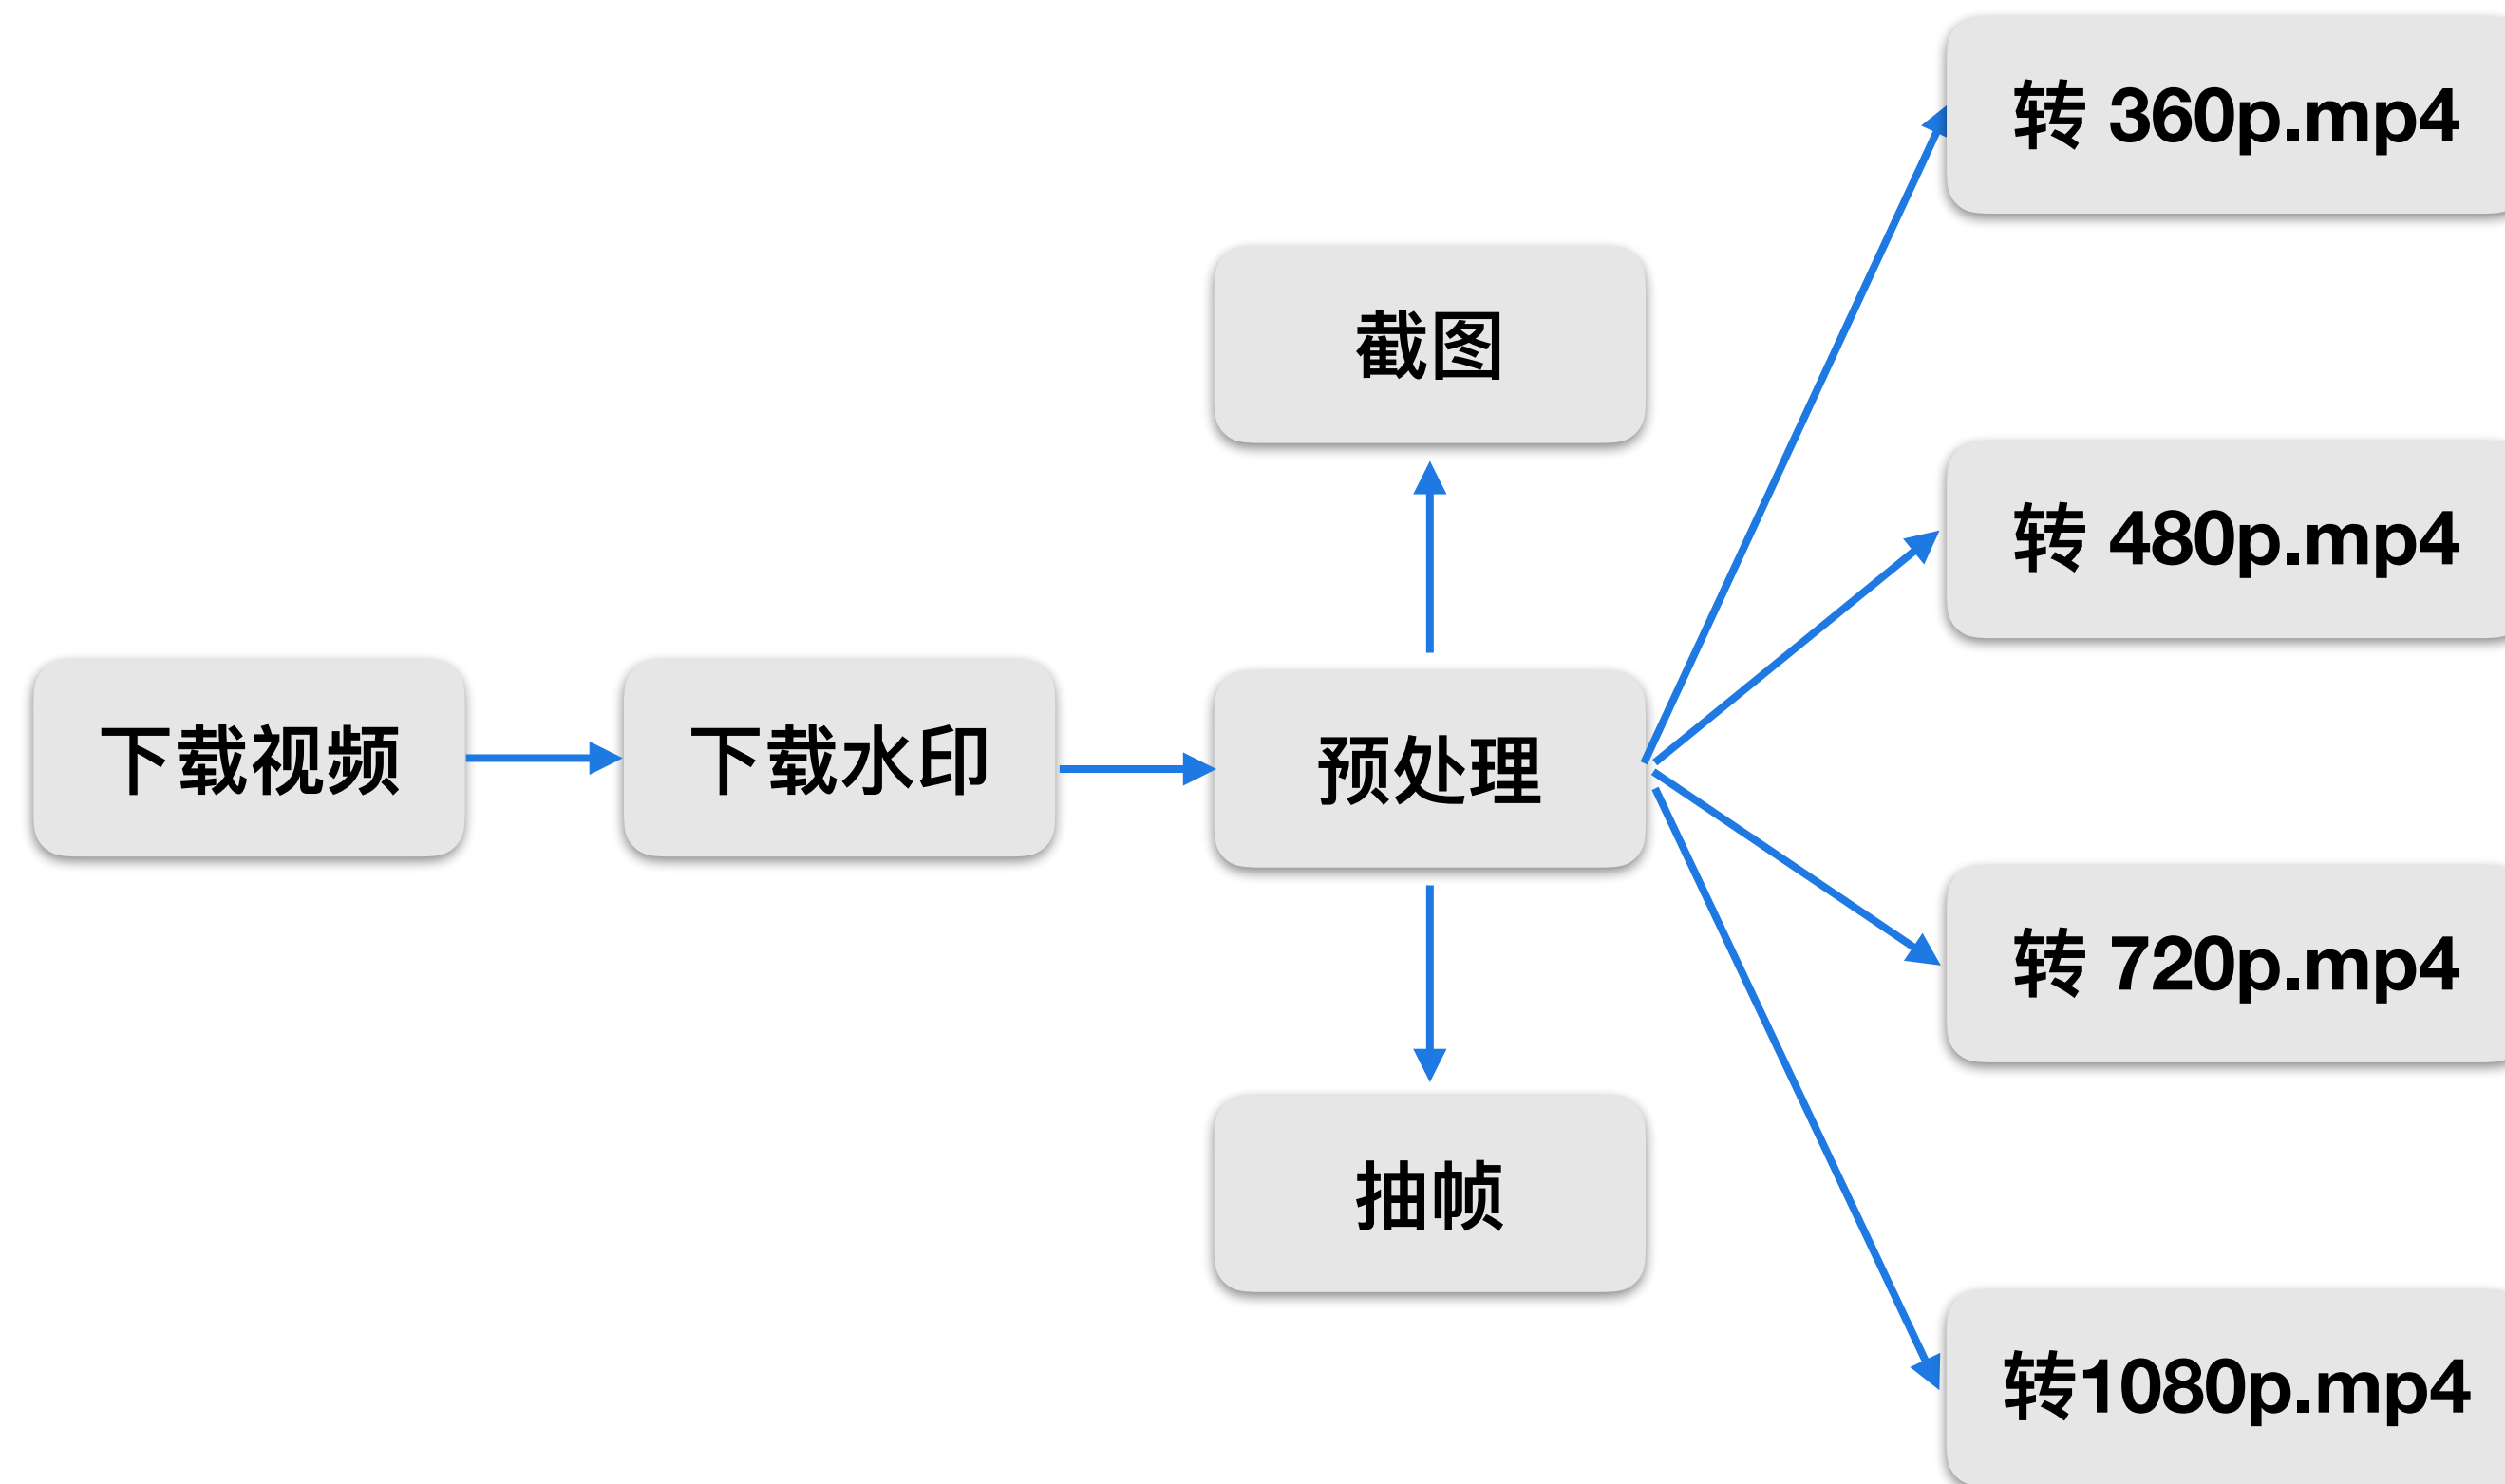 转 360p.mp4
截图
转 480p.mp4
下载视频
下载水印
预处理
转 720p.mp4
抽帧
转1080p.mp4